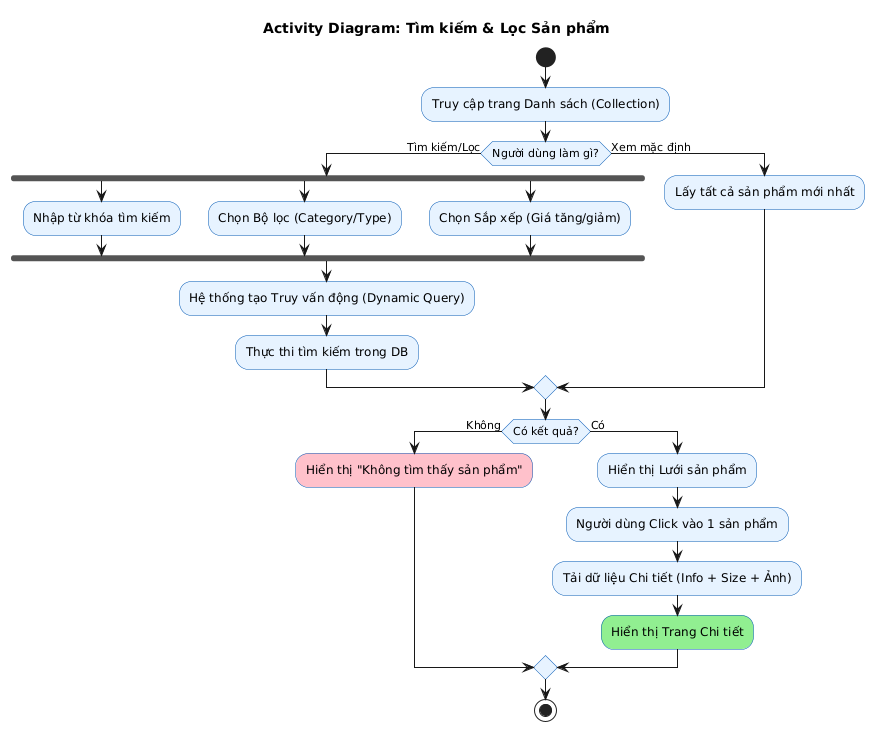 Activity Diagram: Tìm kiếm & Lọc Sản phẩm
Truy cập trang Danh sách (Collection)
Người dùng làm gì?
Tìm kiếm/Lọc
Xem mặc định
Nhập từ khóa tìm kiếm
Chọn Bộ lọc (Category/Type)
Chọn Sắp xếp (Giá tăng/giảm)
Lấy tất cả sản phẩm mới nhất
Hệ thống tạo Truy vấn động (Dynamic Query)
Thực thi tìm kiếm trong DB
Có kết quả?
Không
Có
Hiển thị "Không tìm thấy sản phẩm"
Hiển thị Lưới sản phẩm
Người dùng Click vào 1 sản phẩm
Tải dữ liệu Chi tiết (Info + Size + Ảnh)
Hiển thị Trang Chi tiết